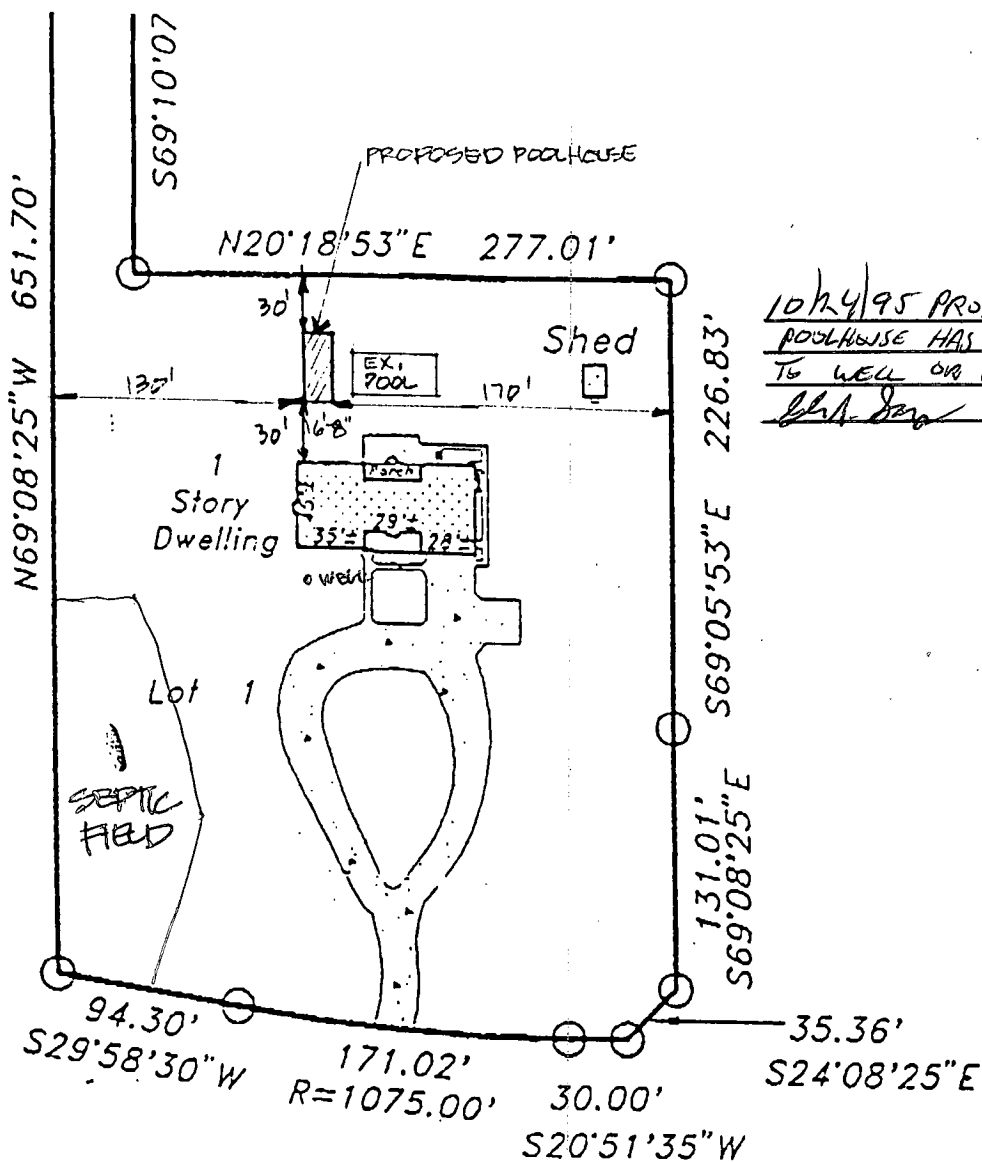 S69°10'07
PROPOSED POOLHOUSE
N69°08'25"W 651.70'
N20°18'53"E 277.01'
30'
Shed
EX.
POOL
130'
170'
30'
6'-8"
10/24/95 PRO
POOLHOUSE HAS
TO WELL OR
226.83'
S69°05'53"E
1
Story
Dwelling
Porch
35'±
29'±
28'±
WELL
Lot 1
SEPTIC
FIELD
131.01'
S69°08'25"E
94.30'
S29°58'30"W
171.02'
R=1075.00'
30.00'
S20°51'35"W
35.36'
S24°08'25"E